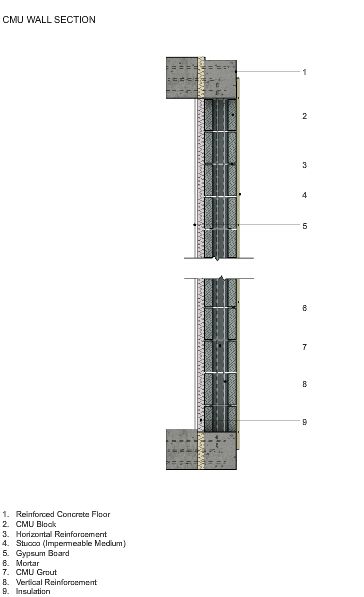 CMU WALL SECTION
1
2
3
4
5
6
7
8
9
1. Reinforced Concrete Floor
2. CMU Block
3. Horizontal Reinforcement
4. Stucco (Impermeable Medium)
5. Gypsum Board
6. Mortar
7. CMU Grout
8. Vertical Reinforcement
9. Insulation